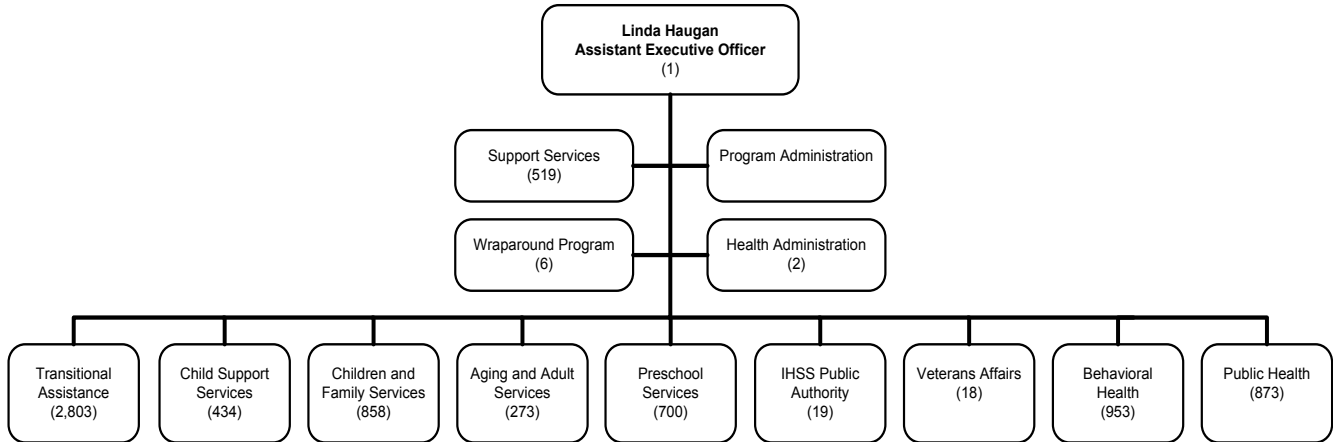 Linda Haugan
Assistant Executive Officer
(1)
Support Services
(519)
Program Administration
Wraparound Program
(6)
Health Administration
(2)
Transitional
Assistance
(2,803)
Child Support
Services
(434)
Children and
Family Services
(858)
Aging and Adult
Services
(273)
Preschool
Services
(700)
IHSS Public
Authority
(19)
Veterans Affairs
(18)
Behavioral
Health
(953)
Public Health
(873)